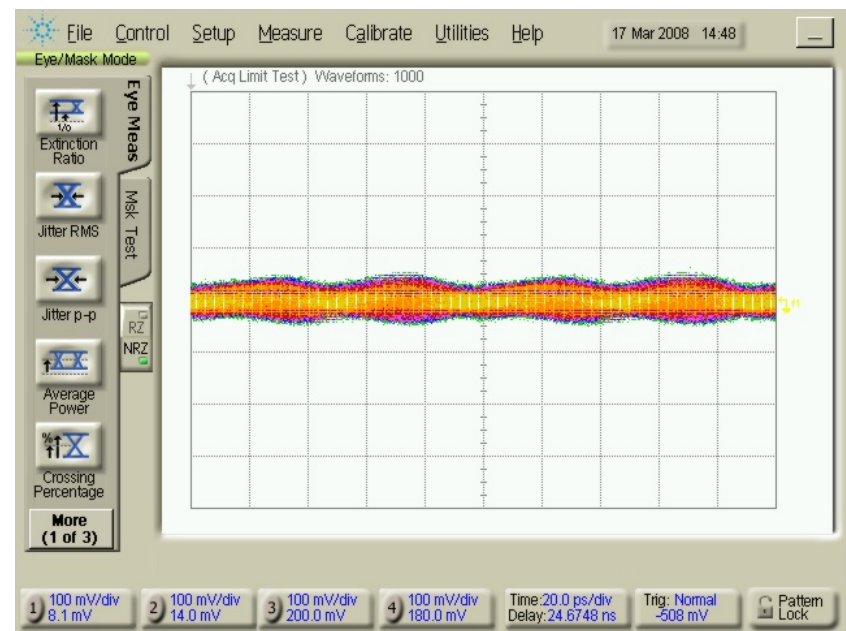 File Control Setup Measure Calibrate Utilities Help 17 Mar 2008 14:48
Eye/Mask Mode
( Acq Limit Test ) Waveforms: 1000
Eye Meas
Msk Test
1/0
Extinction
Ratio
Jitter RMS
Jitter p-p
RZ
NRZ
Average
Power
%
Crossing
Percentage
More
(1 of 3)
1) 100 mV/div
8.1 mV
2) 100 mV/div
14.0 mV
3) 100 mV/div
200.0 mV
4) 100 mV/div
180.0 mV
Time:20.0 ps/div
Delay:24.6748 ns
Trig: Normal
-508 mV
Pattern
Lock